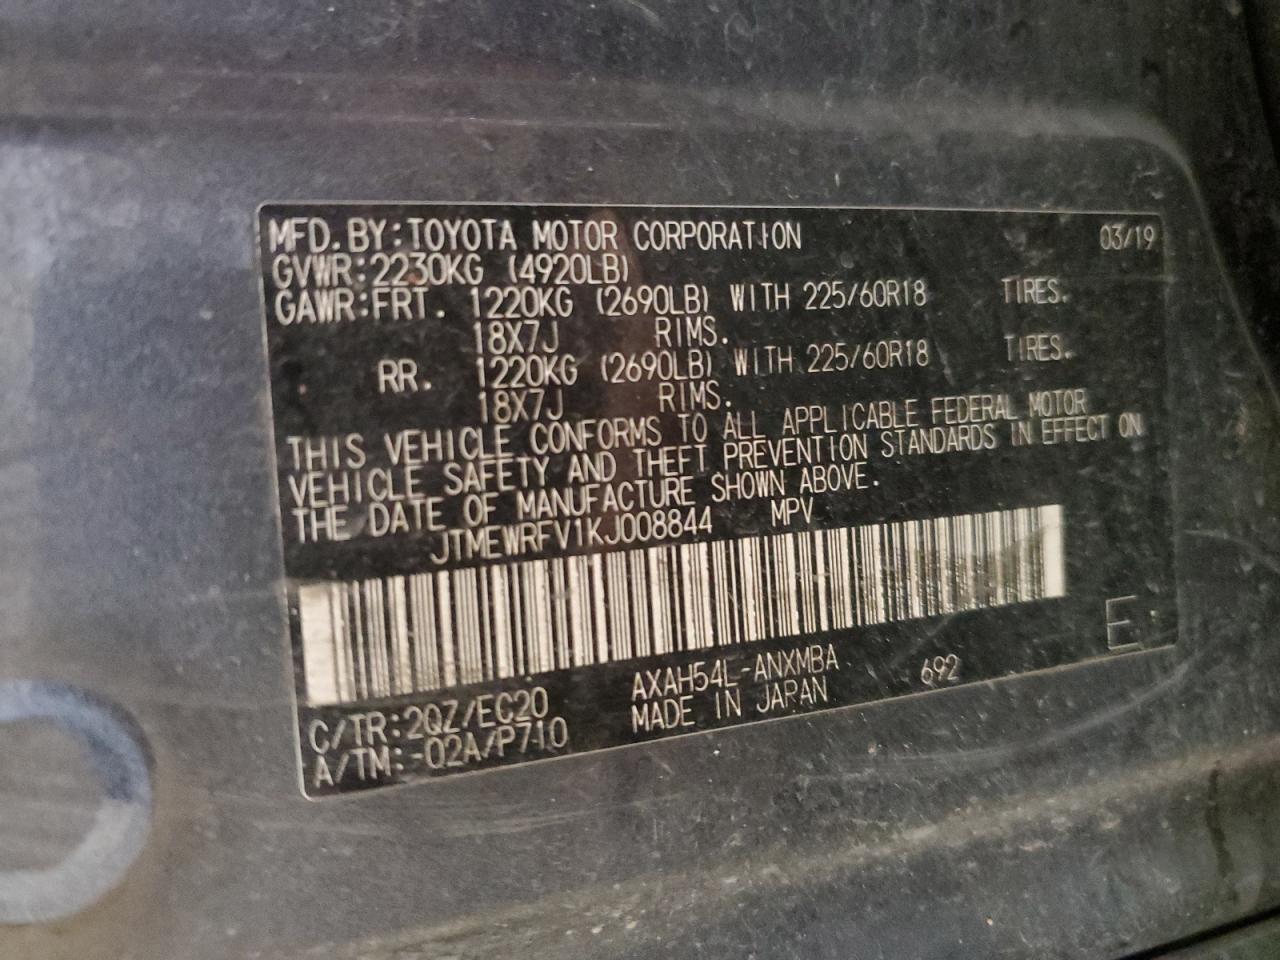 MFD.BY:TOYOTA MOTOR CORPORATION 03/19
GVWR:2230KG (4920LB)
GAWR:FRT. 1220KG (2690LB) WITH 225/60R18 TIRES.
18X7J RIMS.
RR. 1220KG (2690LB) WITH 225/60R18 TIRES.
18X7J RIMS.
THIS VEHICLE CONFORMS TO ALL APPLICABLE FEDERAL MOTOR
VEHICLE SAFETY AND THEFT PREVENTION STANDARDS IN EFFECT ON
THE DATE OF MANUFACTURE SHOWN ABOVE.
JTMEWRFV1KJ008844 MPV
E
C/TR:2QZ/EC20 AXAH54L-ANXMBA 692
A/TM:-02A/P710 MADE IN JAPAN